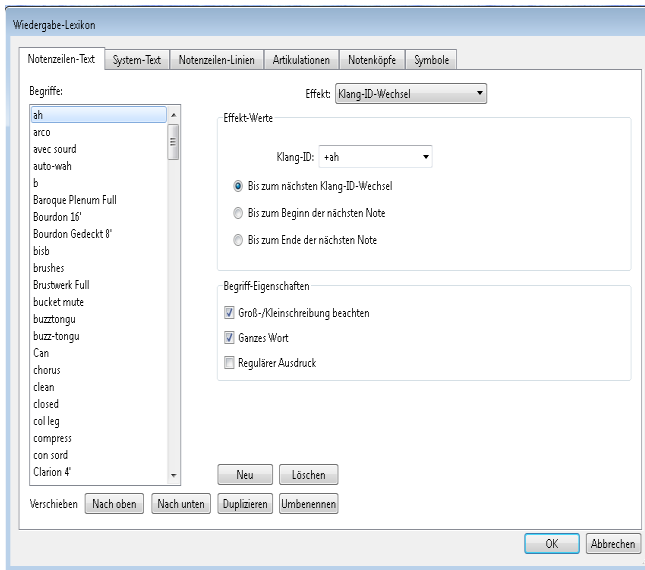 Wiedergabe-Lexikon
Notenzeilen-Text System-Text Notenzeilen-Linien Artikulationen Notenköpfe Symbole
Begriffe:
ah
arco
avec sourd
auto-wah
b
Baroque Plenum Full
Bourdon 16'
Bourdon Gedeckt 8'
bisb
brushes
Brustwerk Full
bucket mute
buzztongu
buzz-tongu
Can
chorus
clean
closed
col leg
compress
con sord
Clarion 4'
Verschieben Nach oben Nach unten
Effekt: Klang-ID-Wechsel
Effekt-Werte
Klang-ID: +ah
Bis zum nächsten Klang-ID-Wechsel
Bis zum Beginn der nächsten Note
Bis zum Ende der nächsten Note
Begriff-Eigenschaften
Groß-/Kleinschreibung beachten
Ganzes Wort
Regulärer Ausdruck
Neu Löschen
Duplizieren Umbenennen
OK Abbrechen